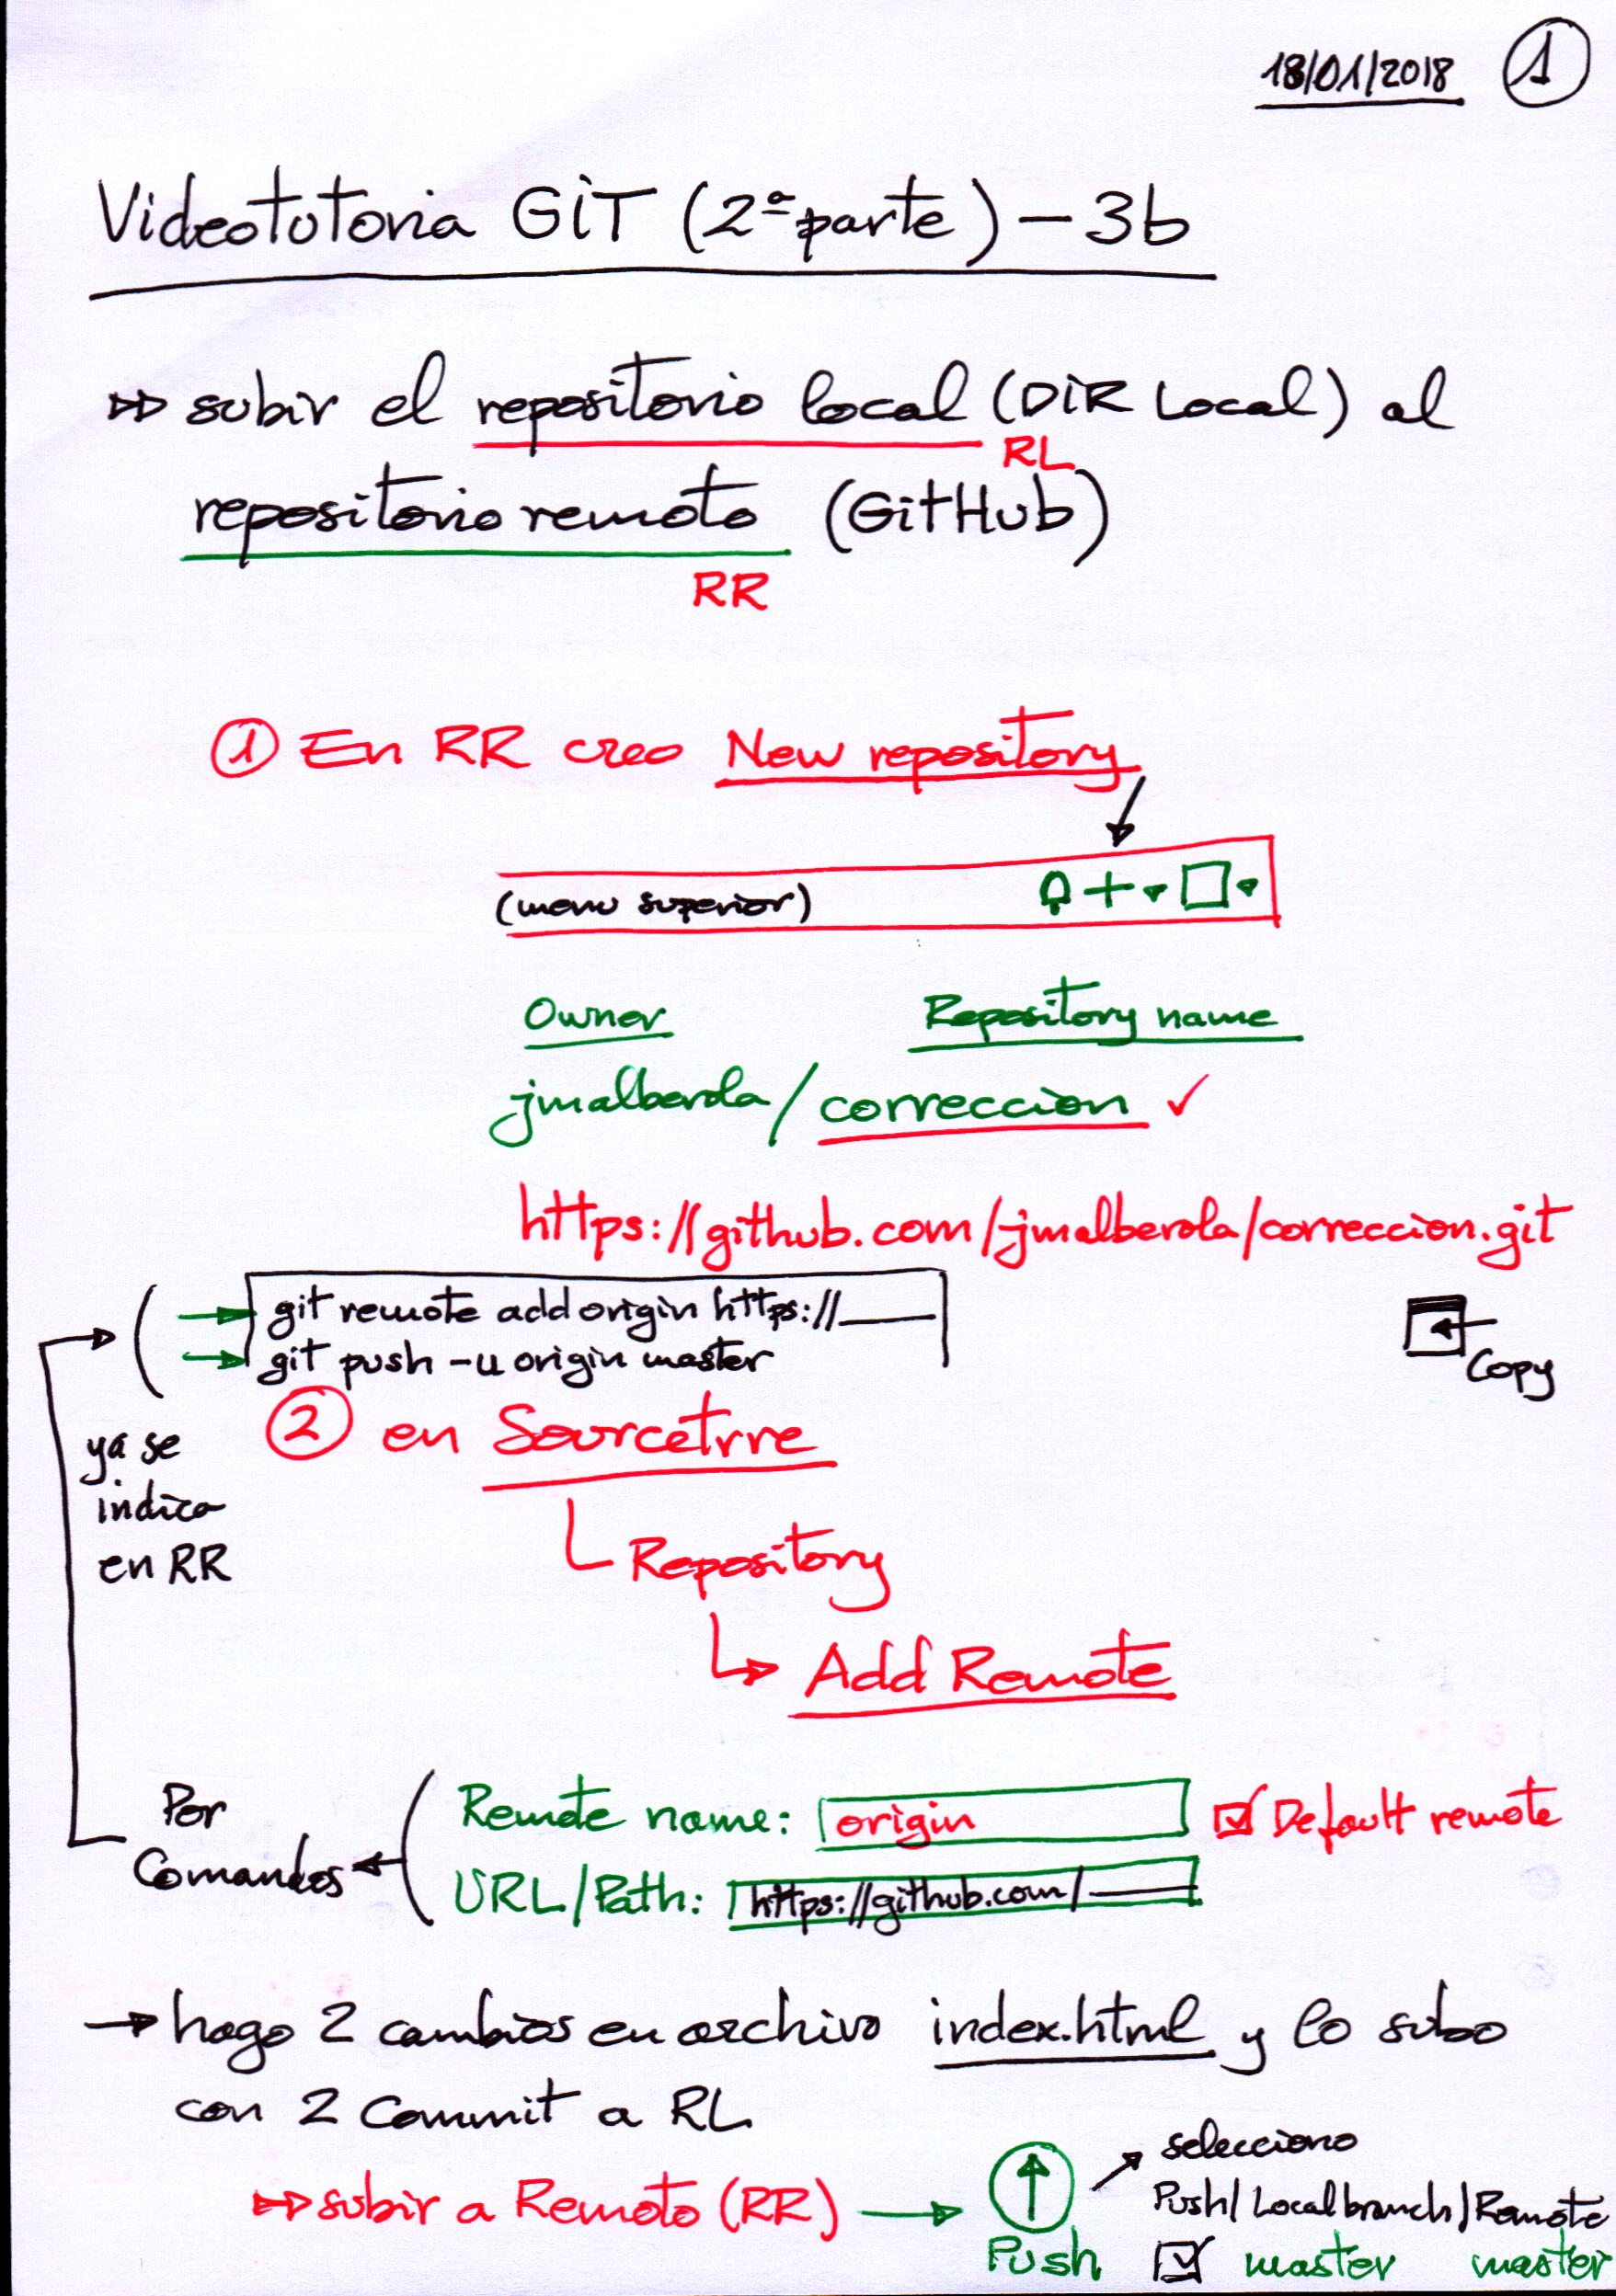 18/01/2018 1
Videotutoria GIT (2ª parte) - 3b
subir el repositorio local (DIR Local) al
RL
repositorio remoto (GitHub)
RR
1 En RR creo New repository
(menu superior)
Owner Repository name
jmalberola / correccion ✓
https://github.com/jmalberola/correccion.git
git remote add origin https://____
git push -u origin master
Copy
ya se
indica
en RR
2 en Sourcetrre
Repository
Add Remote
Por
Comandos
Remote name: origin ☑ Default remote
URL/Path: https://github.com/____
→ hago 2 cambios en archivo index.html y lo subo
con 2 Commit a RL
subir a Remoto (RR) → Push
selecciono
Push/Local branch/Remote
☑ master master